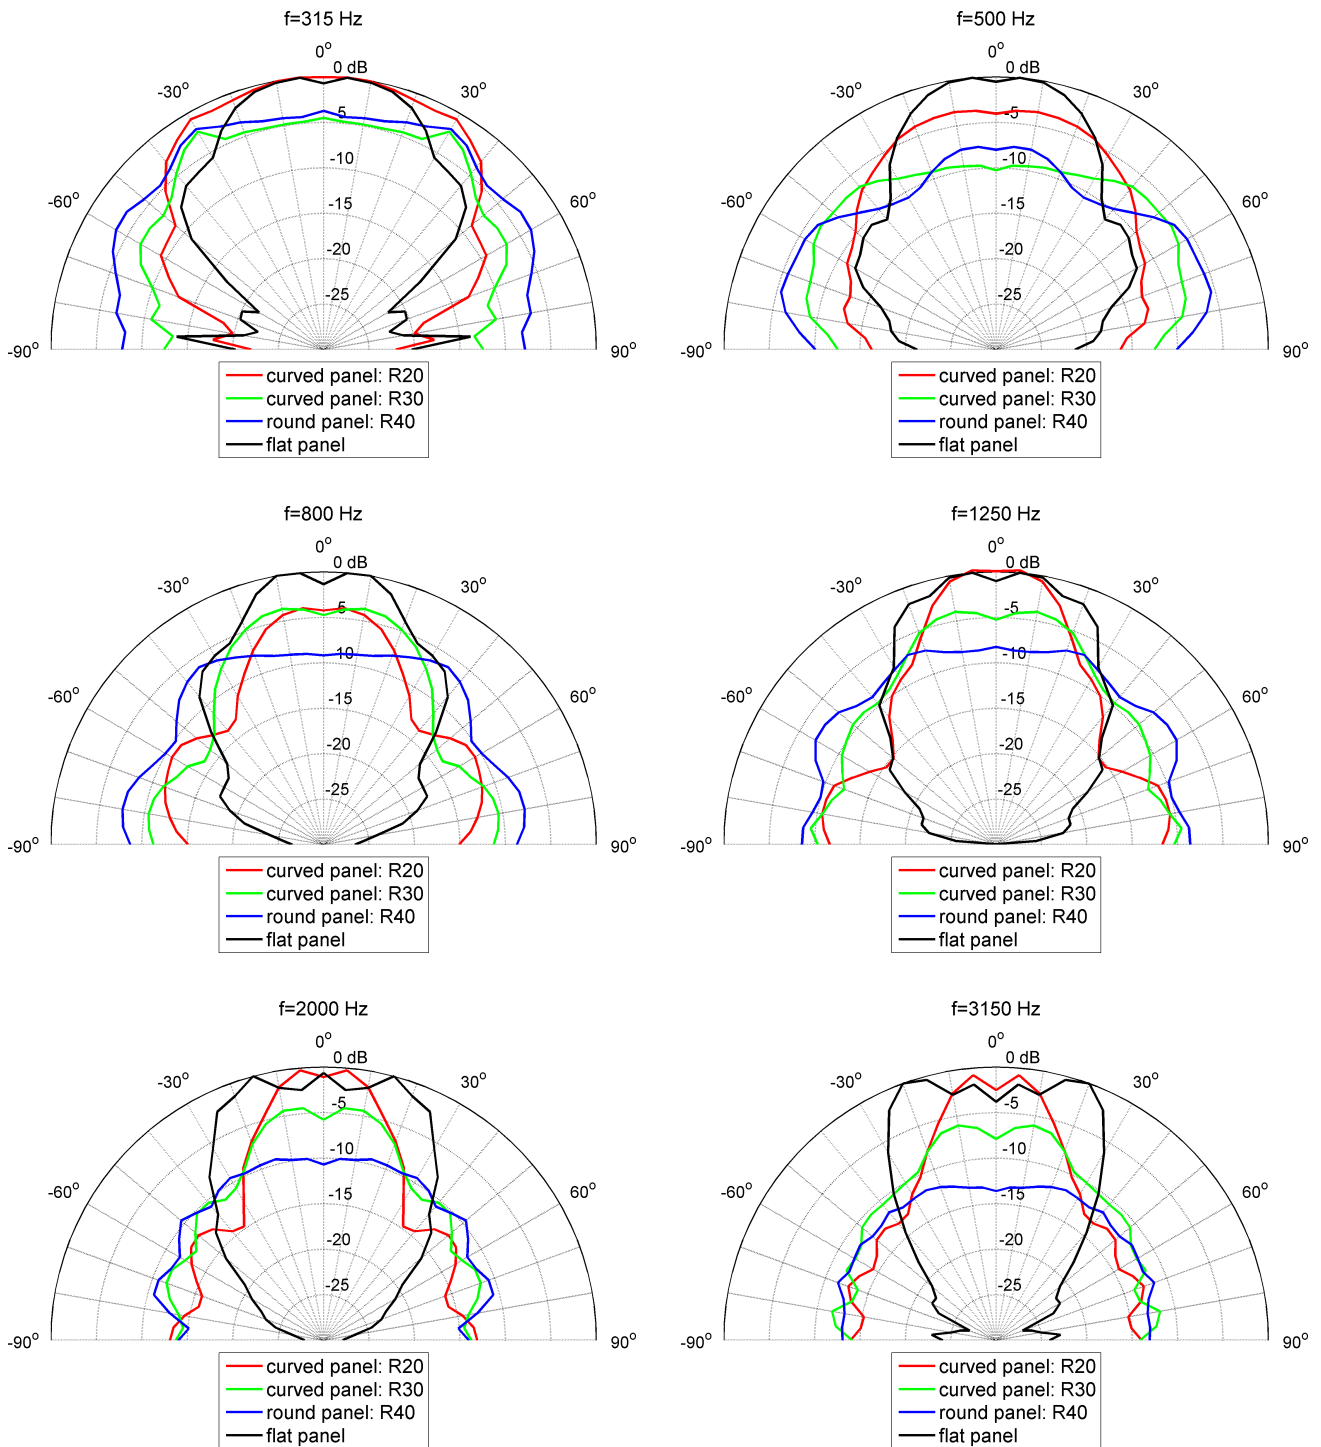 f=315 Hz
0°
0 dB
-30° 30°
-5
-10
-60° 60°
-15
-20
-25
-90° 90°
curved panel: R20
curved panel: R30
round panel: R40
flat panel
f=500 Hz
0°
0 dB
-30° 30°
-5
-10
-60° 60°
-15
-20
-25
-90° 90°
curved panel: R20
curved panel: R30
round panel: R40
flat panel
f=800 Hz
0°
0 dB
-30° 30°
-5
-10
-60° 60°
-15
-20
-25
-90° 90°
curved panel: R20
curved panel: R30
round panel: R40
flat panel
f=1250 Hz
0°
0 dB
-30° 30°
-5
-10
-60° 60°
-15
-20
-25
-90° 90°
curved panel: R20
curved panel: R30
round panel: R40
flat panel
f=2000 Hz
0°
0 dB
-30° 30°
-5
-10
-60° 60°
-15
-20
-25
-90° 90°
curved panel: R20
curved panel: R30
round panel: R40
flat panel
f=3150 Hz
0°
0 dB
-30° 30°
-5
-10
-60° 60°
-15
-20
-25
-90° 90°
curved panel: R20
curved panel: R30
round panel: R40
flat panel